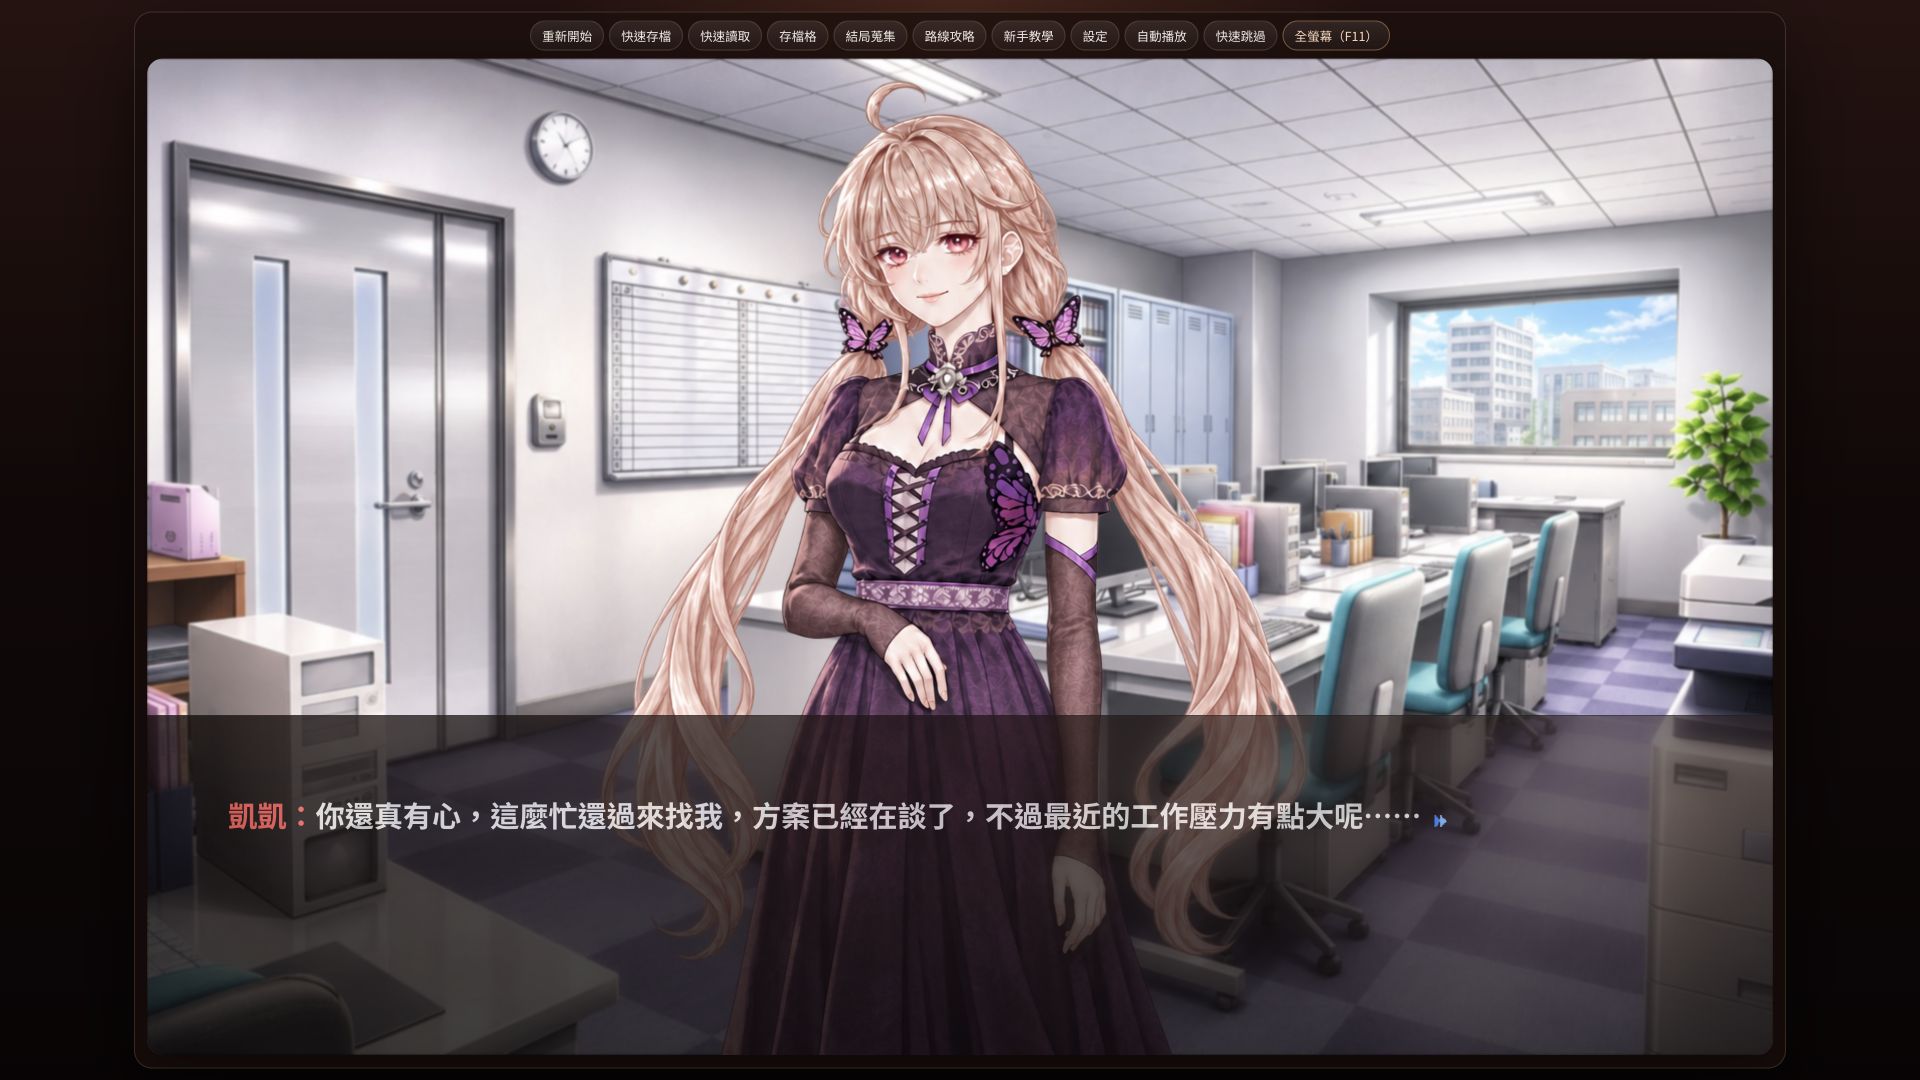 重新開始 快速存檔 快速讀取 存檔格 結局蒐集 路線攻略 新手教學 設定 自動播放 快速跳過 全螢幕（F11）
凱凱：你還真有心，這麼忙還過來找我，方案已經在談了，不過最近的工作壓力有點大呢⋯⋯